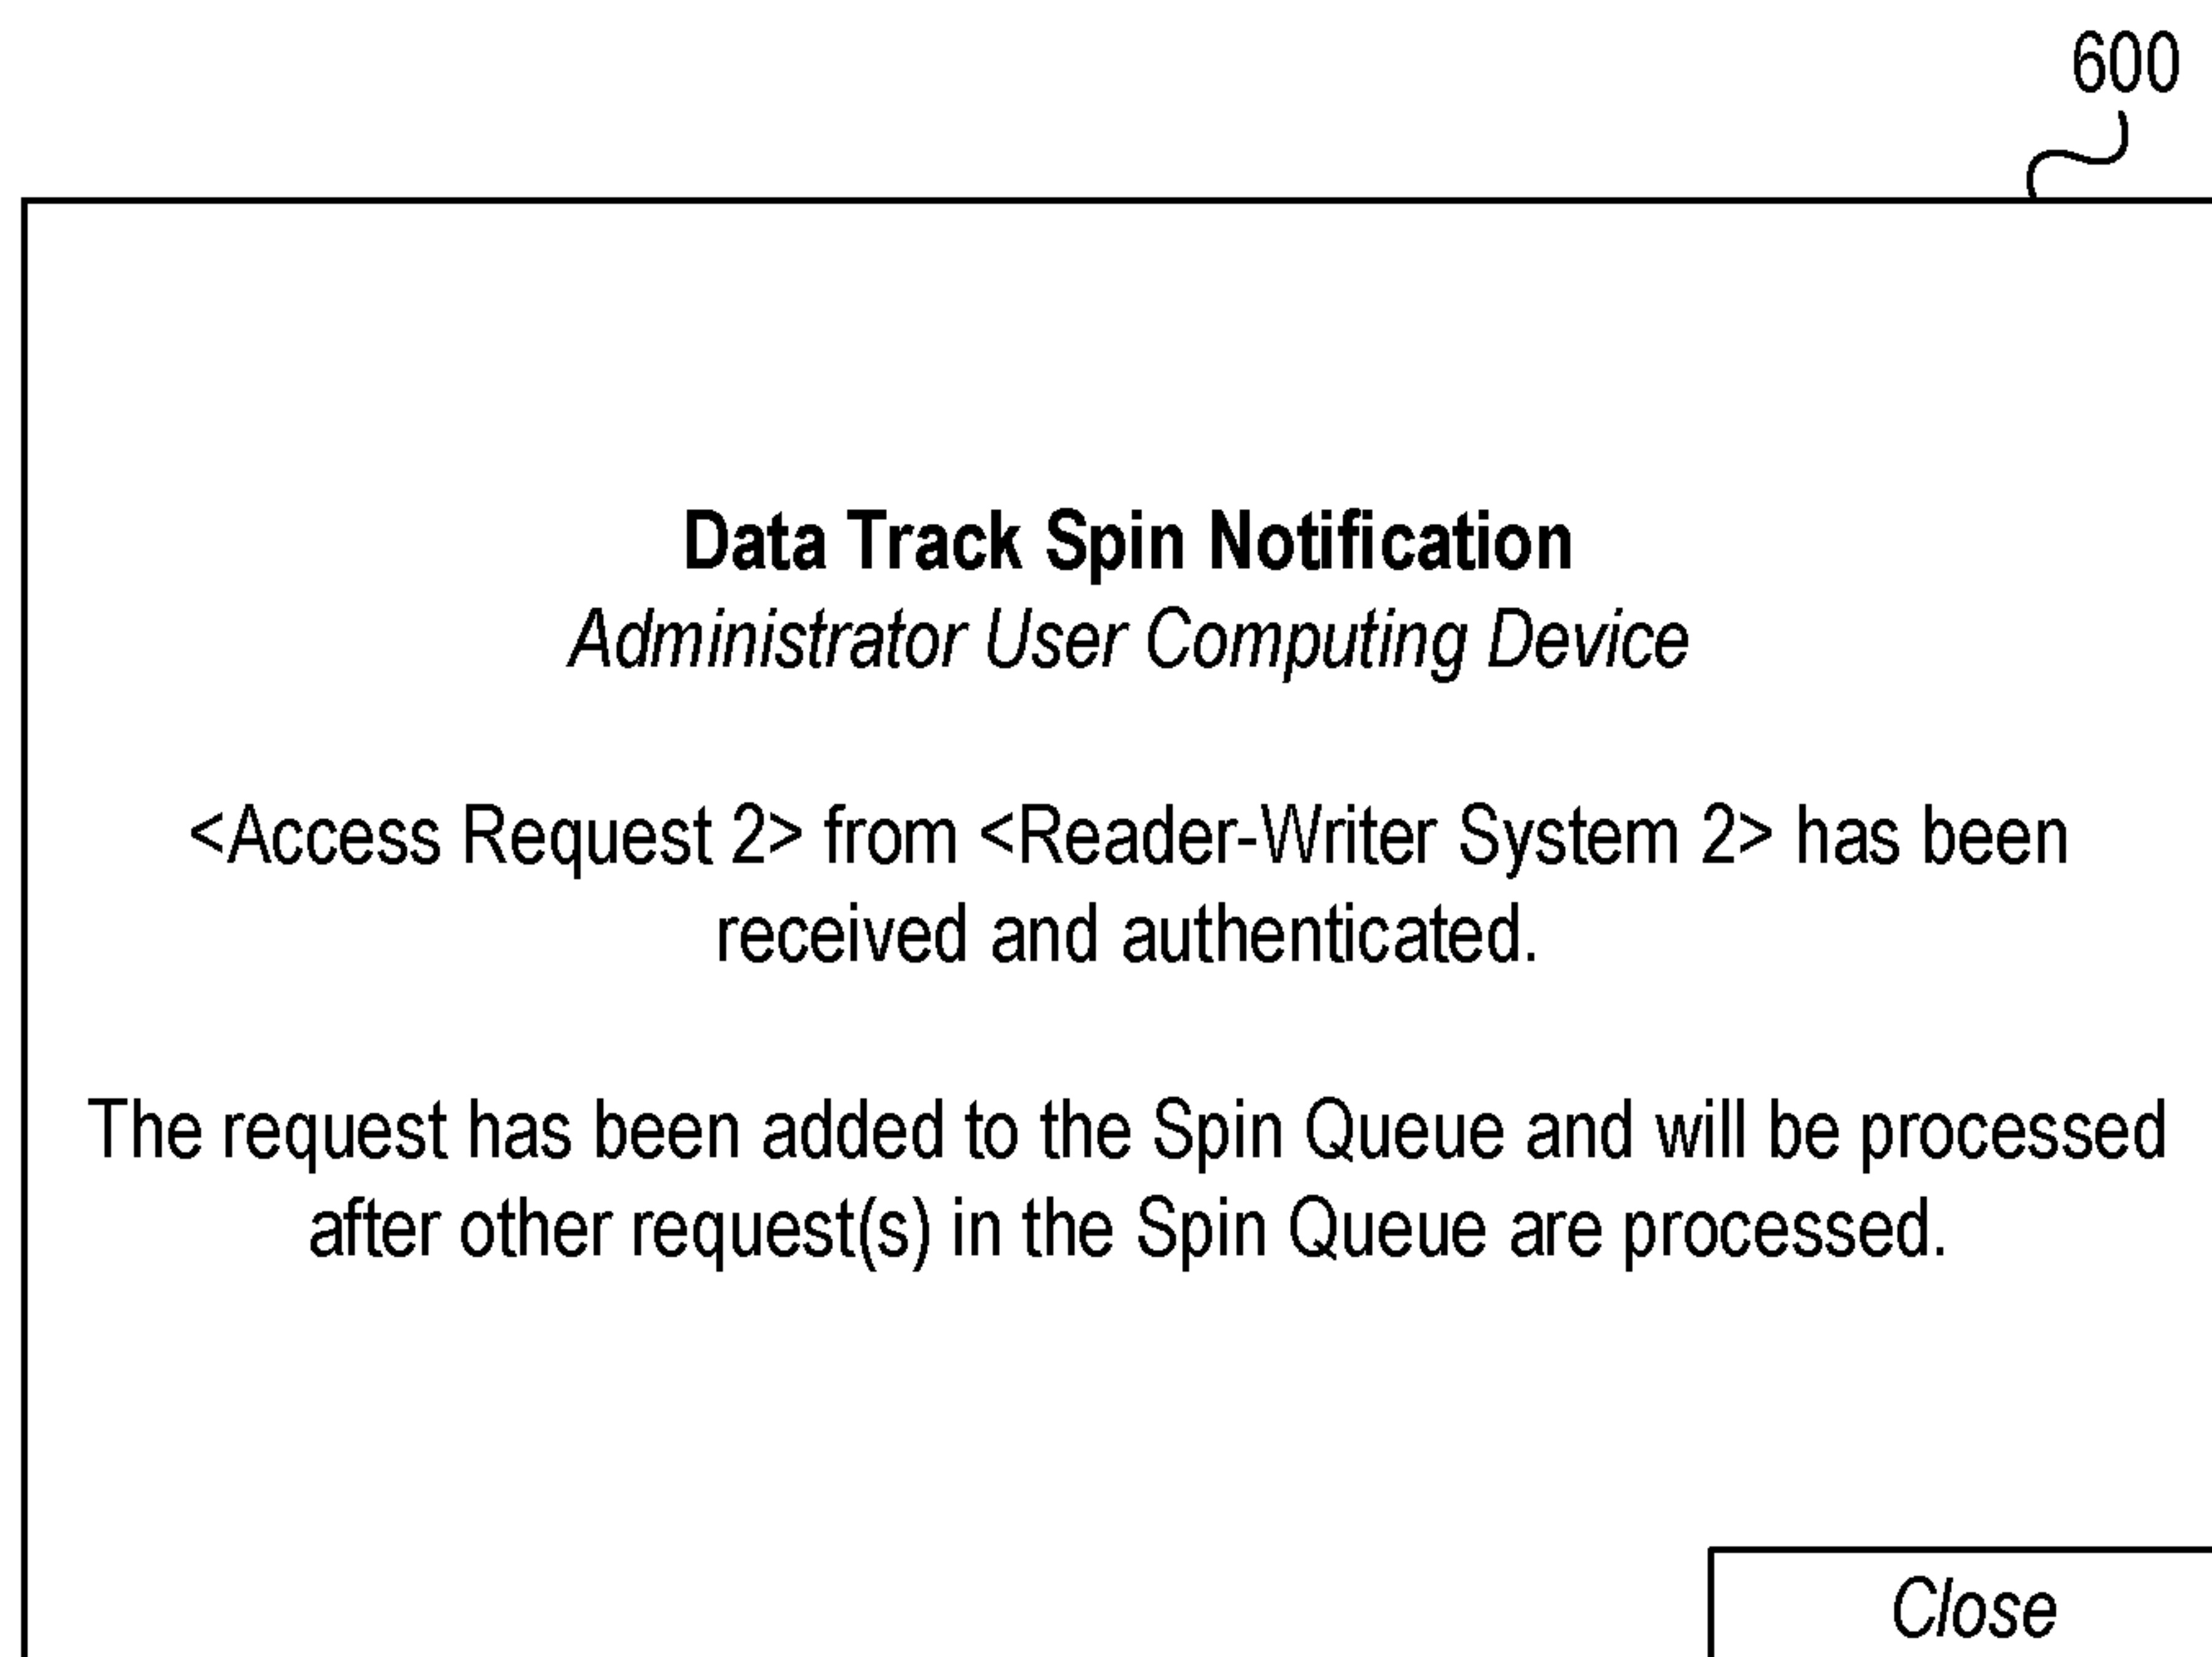 600
Data Track Spin Notification
Administrator User Computing Device
<Access Request 2> from <Reader-Writer System 2> has been
received and authenticated.
The request has been added to the Spin Queue and will be processed
after other request(s) in the Spin Queue are processed.
Close